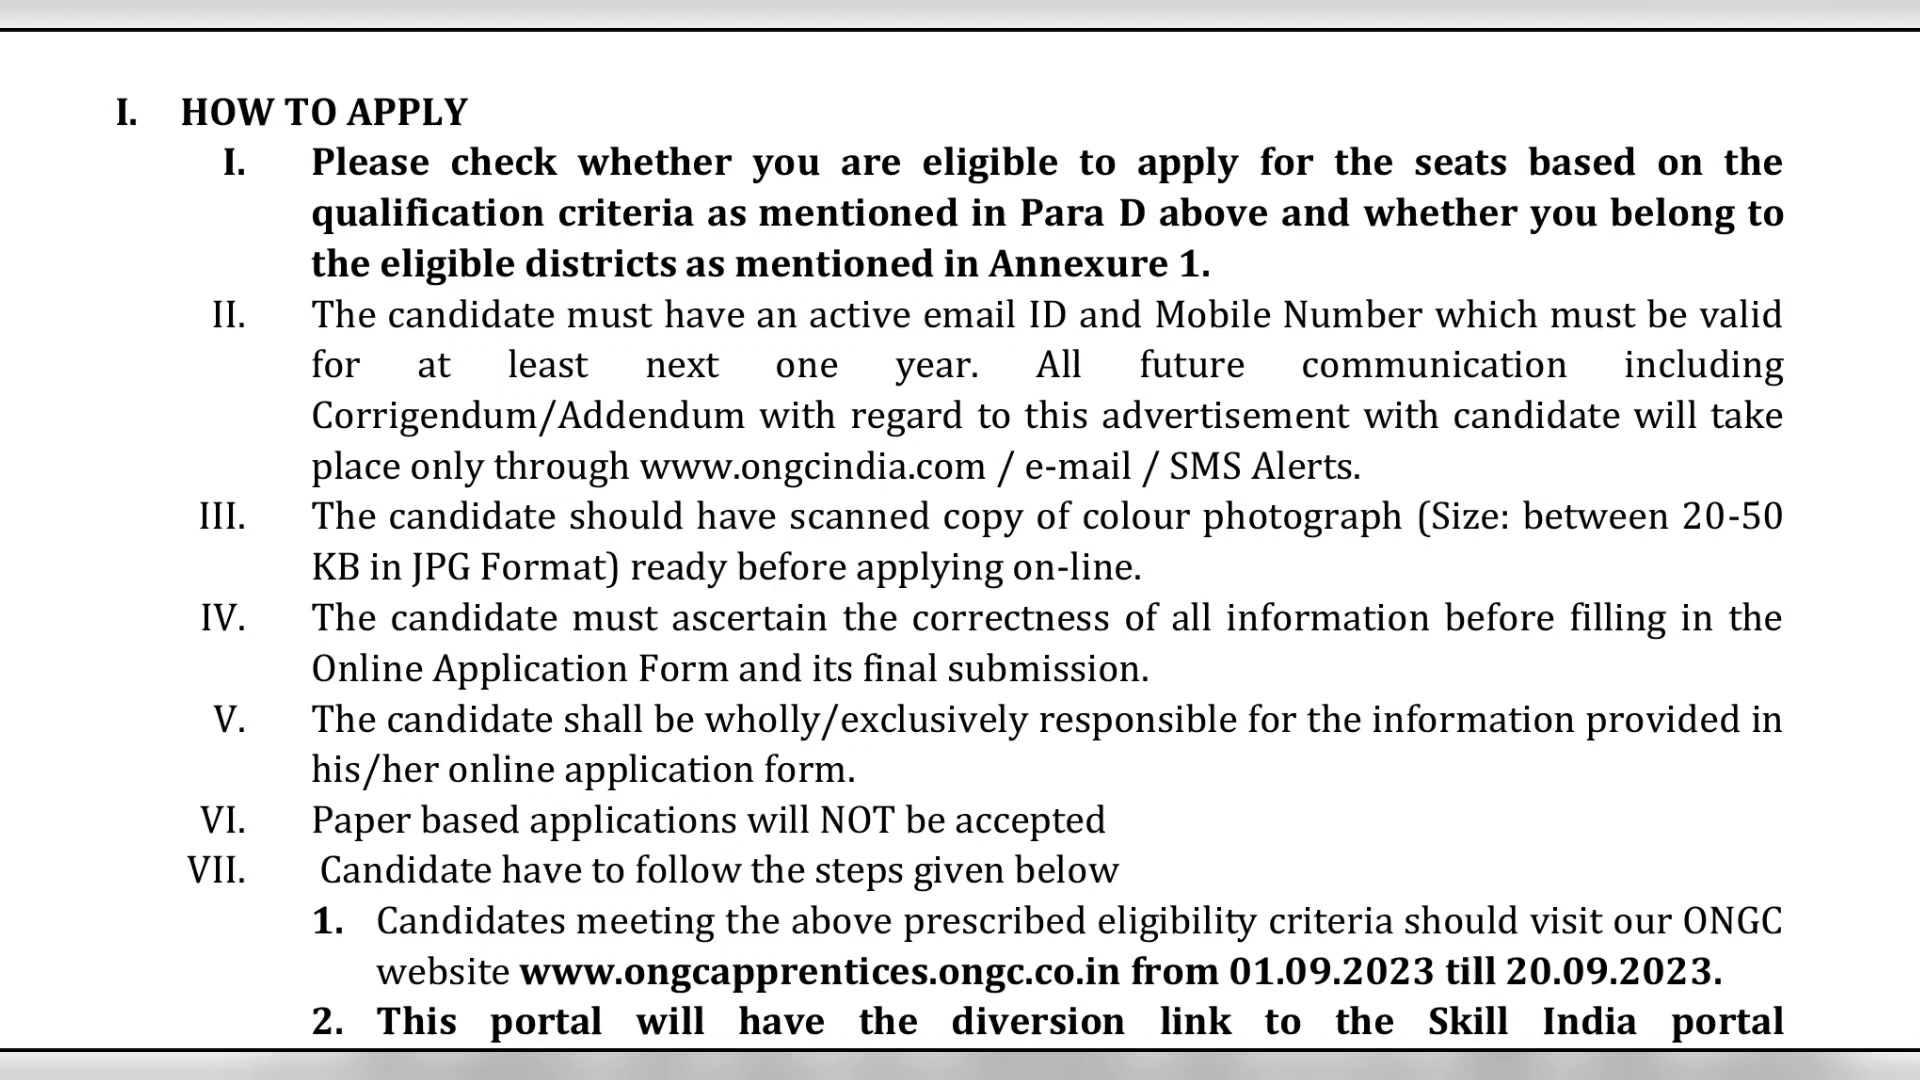 I. HOW TO APPLY
I. Please check whether you are eligible to apply for the seats based on the
qualification criteria as mentioned in Para D above and whether you belong to
the eligible districts as mentioned in Annexure 1.
II. The candidate must have an active email ID and Mobile Number which must be valid
for at least next one year. All future communication including
Corrigendum/Addendum with regard to this advertisement with candidate will take
place only through www.ongcindia.com / e-mail / SMS Alerts.
III. The candidate should have scanned copy of colour photograph (Size: between 20-50
KB in JPG Format) ready before applying on-line.
IV. The candidate must ascertain the correctness of all information before filling in the
Online Application Form and its final submission.
V. The candidate shall be wholly/exclusively responsible for the information provided in
his/her online application form.
VI. Paper based applications will NOT be accepted
VII. Candidate have to follow the steps given below
1. Candidates meeting the above prescribed eligibility criteria should visit our ONGC
website www.ongcapprentices.ongc.co.in from 01.09.2023 till 20.09.2023.
2. This portal will have the diversion link to the Skill India portal